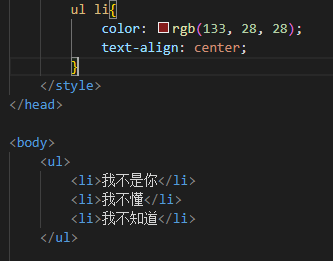 ul li{
color: rgb(133, 28, 28);
text-align: center;
}
</style>
</head>
<body>
<ul>
<li>我不是你</li>
<li>我不懂</li>
<li>我不知道</li>
</ul>